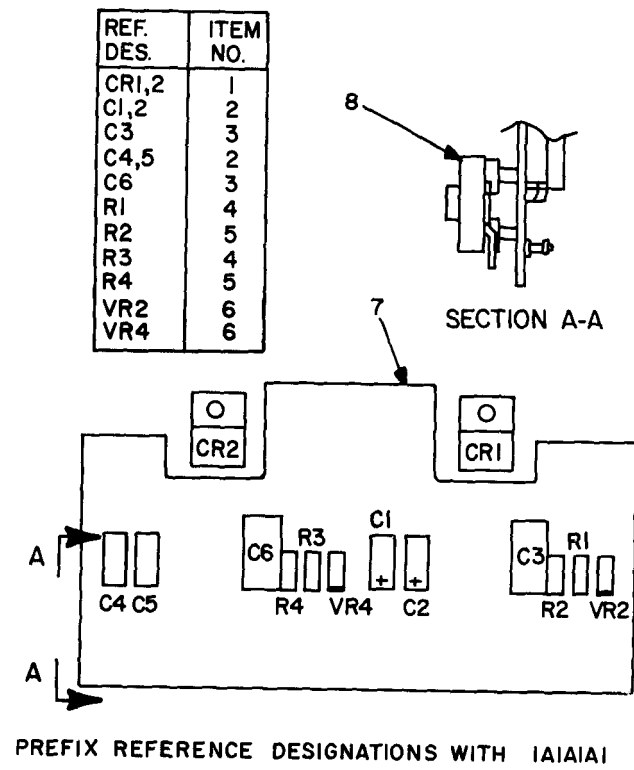 REF. DES. ITEM NO.
CR1,2 1
C1,2 2
C3 3
C4,5 2
C6 3
R1 4
R2 5
R3 4
R4 5
VR2 6
VR4 6
8
SECTION A-A
7
CR2
CR1
A
C4 C5
C6
R3
R4 VR4
C1
C2
C3
R1
R2 VR2
A
PREFIX REFERENCE DESIGNATIONS WITH 1A1A1A1